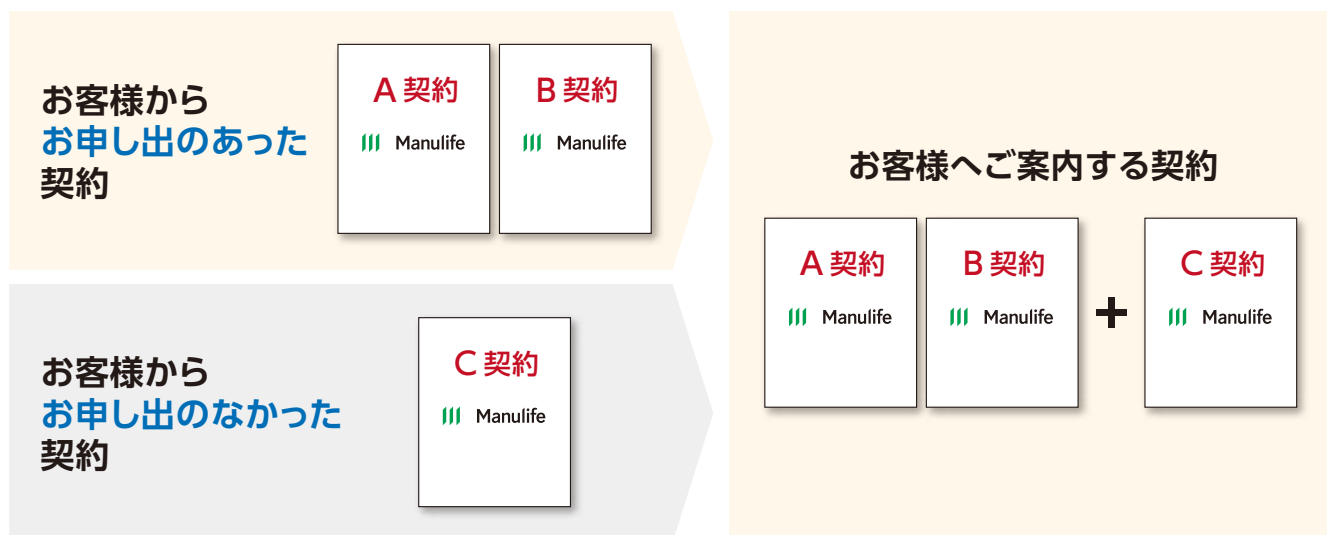 お客様から
お申し出のあった
契約
A 契約
Manulife
B 契約
Manulife
お客様から
お申し出のなかった
契約
C 契約
Manulife
お客様へご案内する契約
A 契約
Manulife
B 契約
Manulife
+
C 契約
Manulife